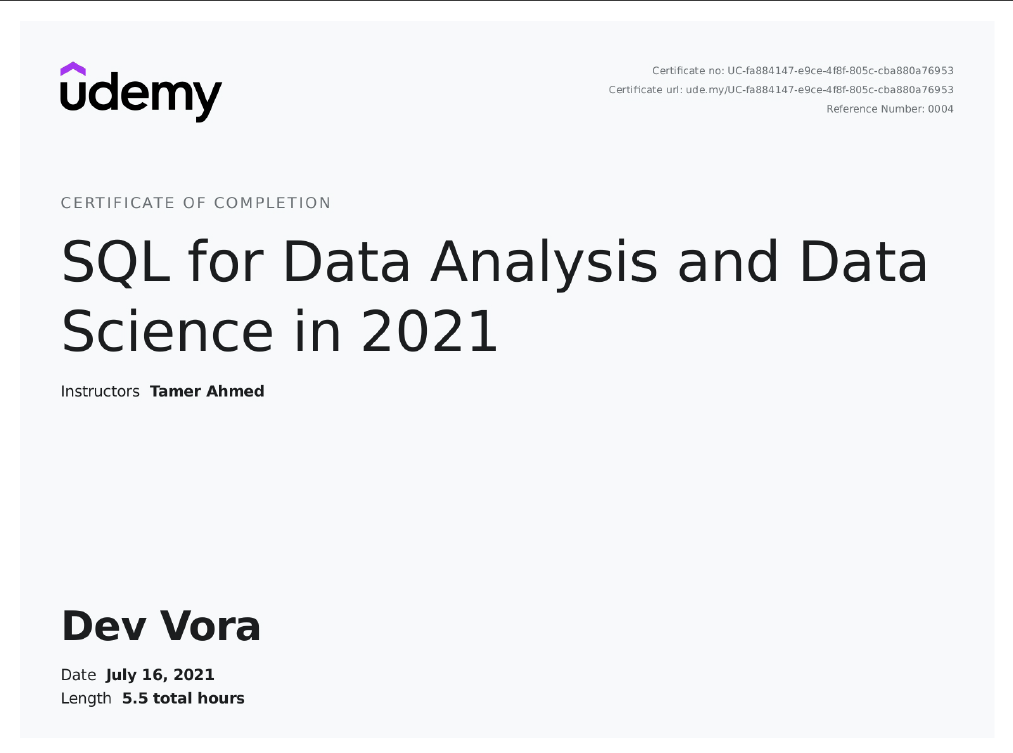 udemy
Certificate no: UC-fa884147-e9ce-4f8f-805c-cba880a76953
Certificate url: ude.my/UC-fa884147-e9ce-4f8f-805c-cba880a76953
Reference Number: 0004
CERTIFICATE OF COMPLETION
SQL for Data Analysis and Data
Science in 2021
Instructors Tamer Ahmed
Dev Vora
Date July 16, 2021
Length 5.5 total hours